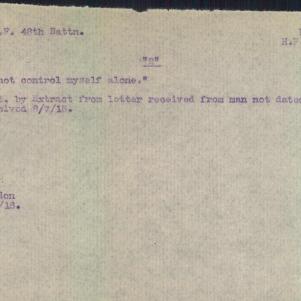 .F. 48th Battn.
H.F
"B"
not control myself alone."
. by Extract from letter received from man not dated
eived 8/7/18.
don
/18.